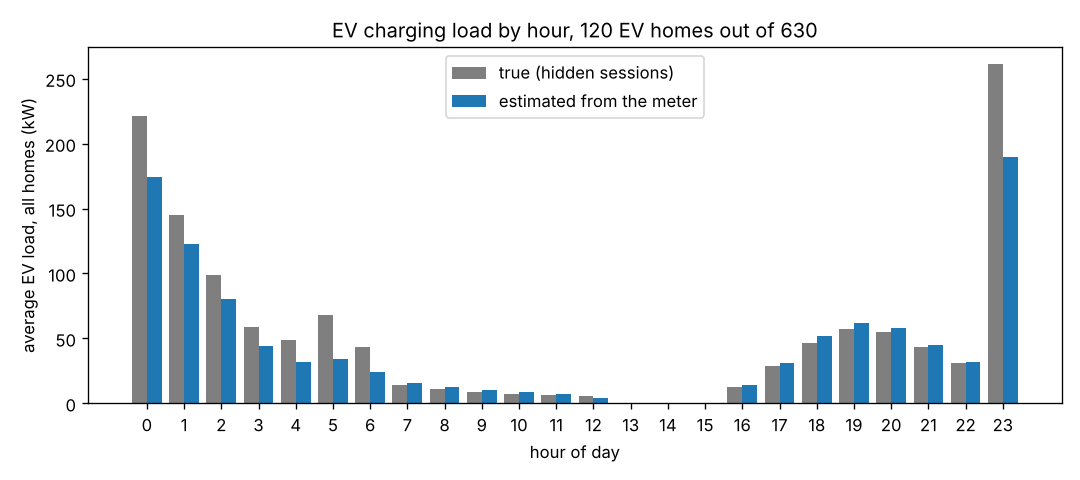 EV charging load by hour, 120 EV homes out of 630
true (hidden sessions)
estimated from the meter
average EV load, all homes (kW)
250
200
150
100
50
0
0 1 2 3 4 5 6 7 8 9 10 11 12 13 14 15 16 17 18 19 20 21 22 23
hour of day